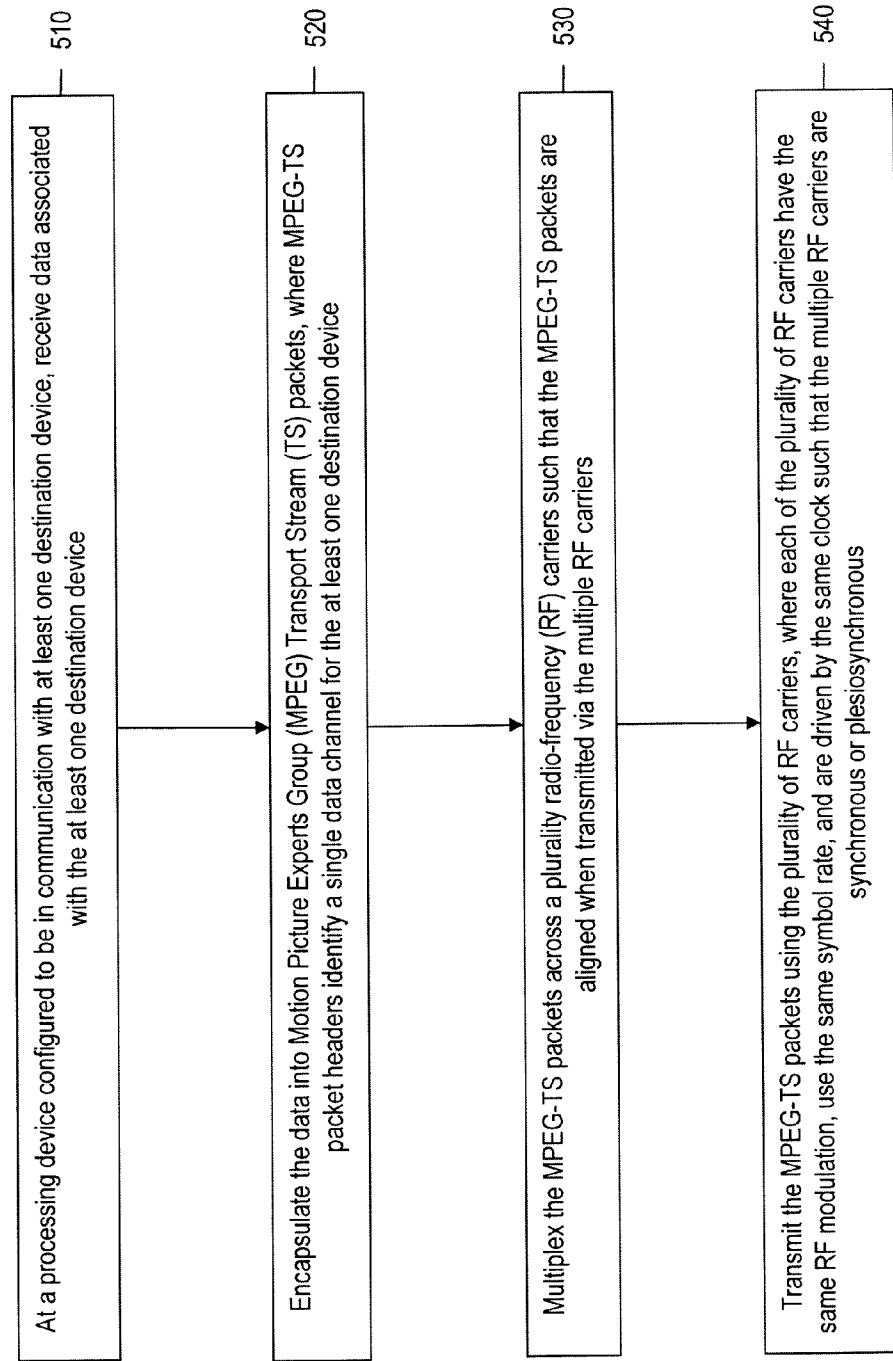 At a processing device configured to be in communication with at least one destination device, receive data associated
with the at least one destination device
510
Encapsulate the data into Motion Picture Experts Group (MPEG) Transport Stream (TS) packets, where MPEG-TS
packet headers identify a single data channel for the at least one destination device
520
Multiplex the MPEG-TS packets across a plurality radio-frequency (RF) carriers such that the MPEG-TS packets are
aligned when transmitted via the multiple RF carriers
530
Transmit the MPEG-TS packets using the plurality of RF carriers, where each of the plurality of RF carriers have the
same RF modulation, use the same symbol rate, and are driven by the same clock such that the multiple RF carriers are
synchronous or plesiosynchronous
540